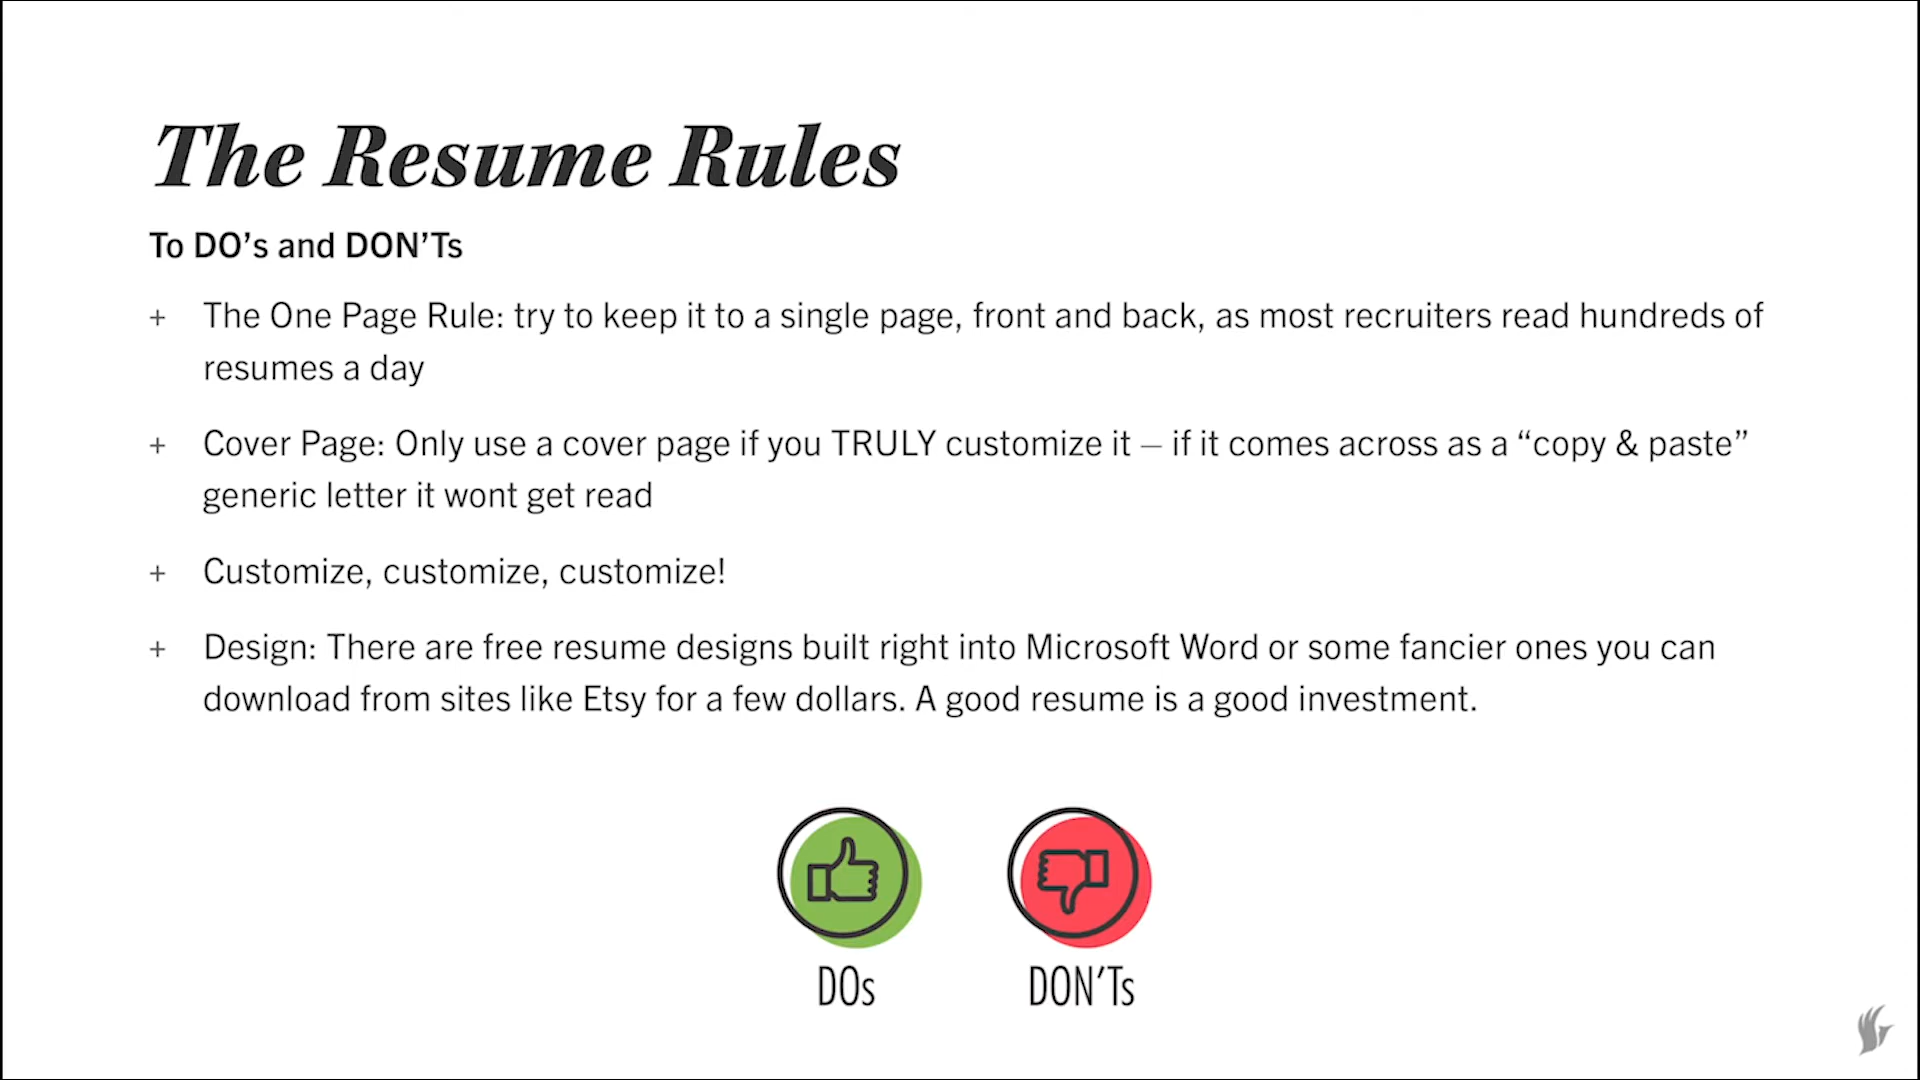 The Resume Rules
To DO’s and DON’Ts
+ The One Page Rule: try to keep it to a single page, front and back, as most recruiters read hundreds of
resumes a day
+ Cover Page: Only use a cover page if you TRULY customize it – if it comes across as a “copy & paste”
generic letter it wont get read
+ Customize, customize, customize!
+ Design: There are free resume designs built right into Microsoft Word or some fancier ones you can
download from sites like Etsy for a few dollars. A good resume is a good investment.
DOs DON’Ts